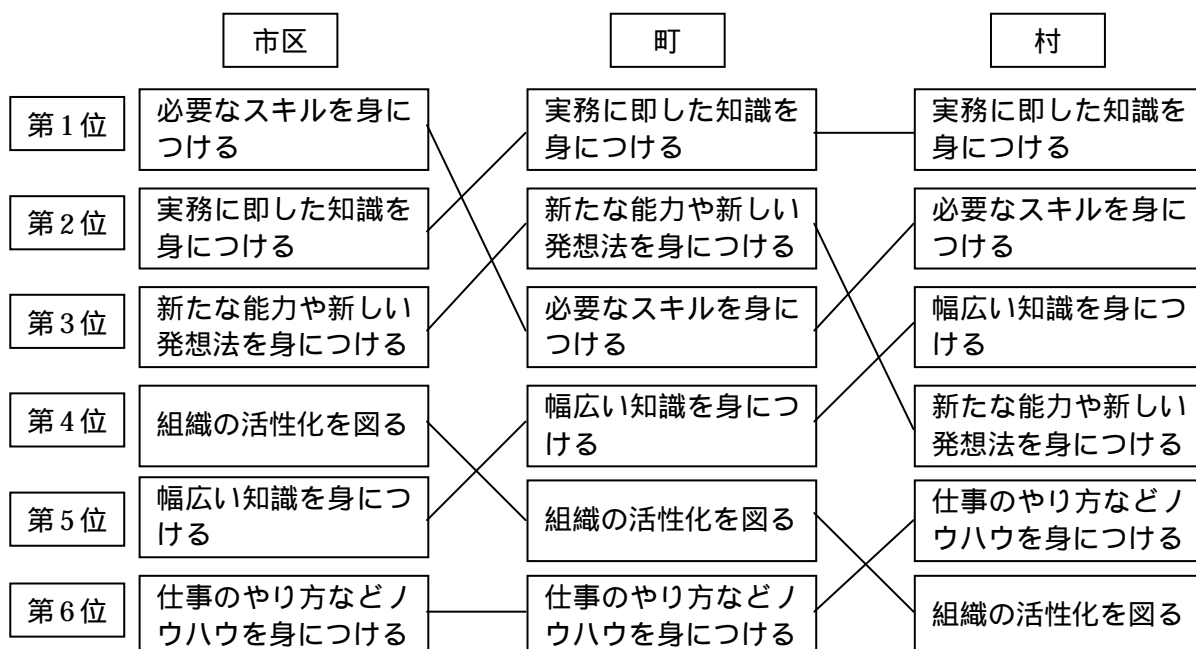 市区
町
村
第1位
必要なスキルを身に
つける
実務に即した知識を
身につける
実務に即した知識を
身につける
第2位
実務に即した知識を
身につける
新たな能力や新しい
発想法を身につける
必要なスキルを身に
つける
第3位
新たな能力や新しい
発想法を身につける
必要なスキルを身に
つける
幅広い知識を身につ
ける
第4位
組織の活性化を図る
幅広い知識を身につ
ける
新たな能力や新しい
発想法を身につける
第5位
幅広い知識を身につ
ける
組織の活性化を図る
仕事のやり方などノ
ウハウを身につける
第6位
仕事のやり方などノ
ウハウを身につける
仕事のやり方などノ
ウハウを身につける
組織の活性化を図る